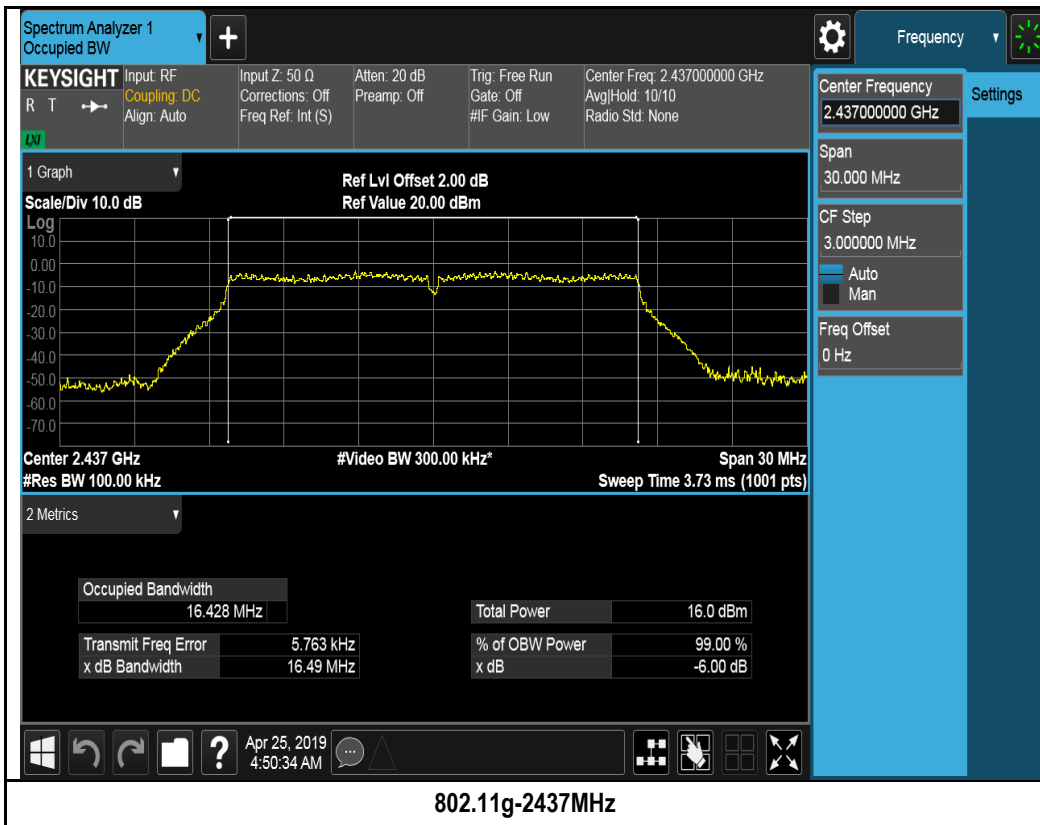 Spectrum Analyzer 1
Occupied BW
+
Frequency
KEYSIGHT
R T
LXI
Input: RF
Coupling: DC
Align: Auto
Input Z: 50 Ω
Corrections: Off
Freq Ref: Int (S)
Atten: 20 dB
Preamp: Off
Trig: Free Run
Gate: Off
#IF Gain: Low
Center Freq: 2.437000000 GHz
Avg|Hold: 10/10
Radio Std: None
Center Frequency
2.437000000 GHz
Settings
Span
30.000 MHz
CF Step
3.000000 MHz
Auto
Man
Freq Offset
0 Hz
1 Graph
Scale/Div 10.0 dB
Ref Lvl Offset 2.00 dB
Ref Value 20.00 dBm
Log
10.0
0.00
-10.0
-20.0
-30.0
-40.0
-50.0
-60.0
-70.0
Center 2.437 GHz
#Video BW 300.00 kHz*
Span 30 MHz
#Res BW 100.00 kHz
Sweep Time 3.73 ms (1001 pts)
2 Metrics
Occupied Bandwidth
16.428 MHz
Total Power 16.0 dBm
Transmit Freq Error 5.763 kHz
% of OBW Power 99.00 %
x dB Bandwidth 16.49 MHz
x dB -6.00 dB
?
Apr 25, 2019
4:50:34 AM
802.11g-2437MHz